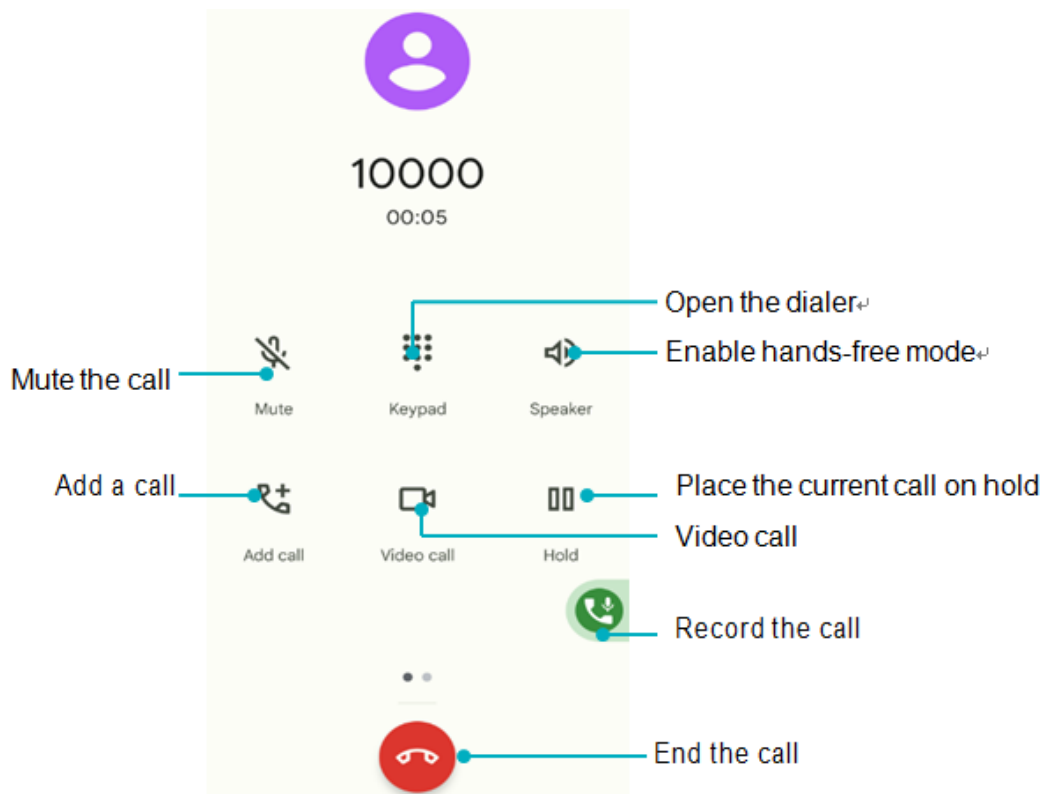 10000
00:05
Open the dialer
Enable hands-free mode
Mute the call
Mute
Keypad
Speaker
Add a call
Place the current call on hold
Video call
Add call
Video call
Hold
Record the call
End the call